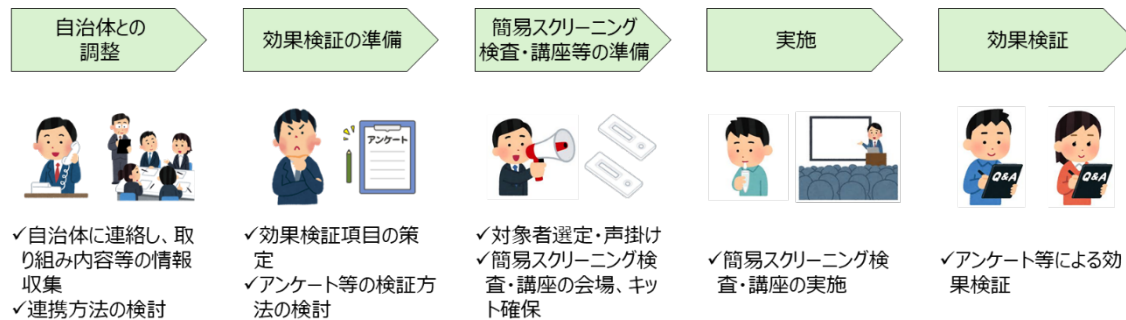 自治体との
調整
効果検証の準備
簡易スクリーニング
検査・講座等の準備
実施
効果検証
アンケート
Q&A
Q&A
✓自治体に連絡し、取
り組み内容等の情報
収集
✓連携方法の検討
✓効果検証項目の策
定
✓アンケート等の検証方
法の検討
✓対象者選定・声掛け
✓簡易スクリーニング検
査・講座の会場、キッ
ト確保
✓簡易スクリーニング検
査・講座の実施
✓アンケート等による効
果検証